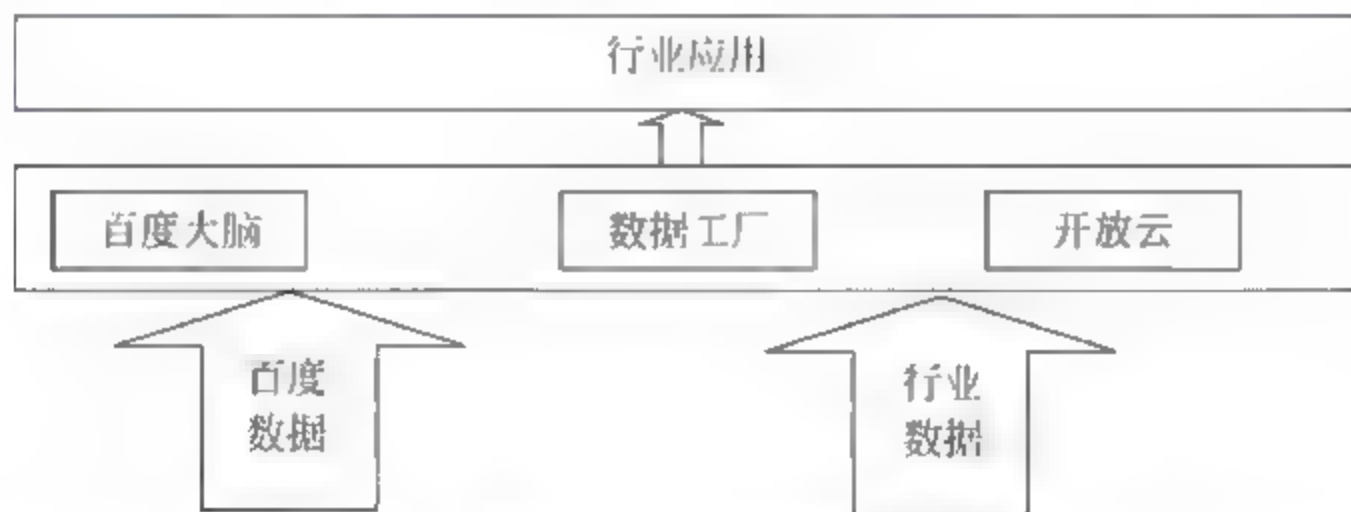 行业应用
百度大脑
数据工厂
开放云
百度
数据
行业
数据